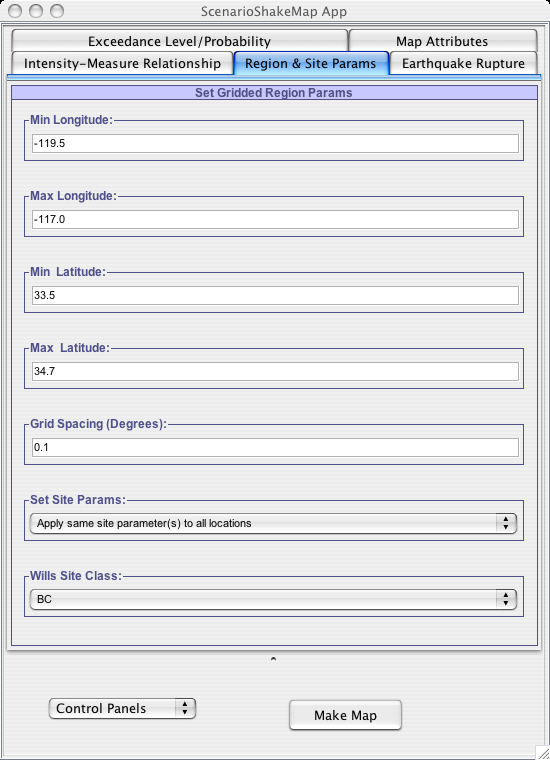 ScenarioShakeMap App
Exceedance Level/Probability
Map Attributes
Intensity-Measure Relationship
Region & Site Params
Earthquake Rupture
Set Gridded Region Params
Min Longitude:
-119.5
Max Longitude:
-117.0
Min  Latitude:
33.5
Max  Latitude:
34.7
Grid Spacing (Degrees):
0.1
Set Site Params:
Apply same site parameter(s) to all locations
Wills Site Class:
BC
Control Panels
Make Map